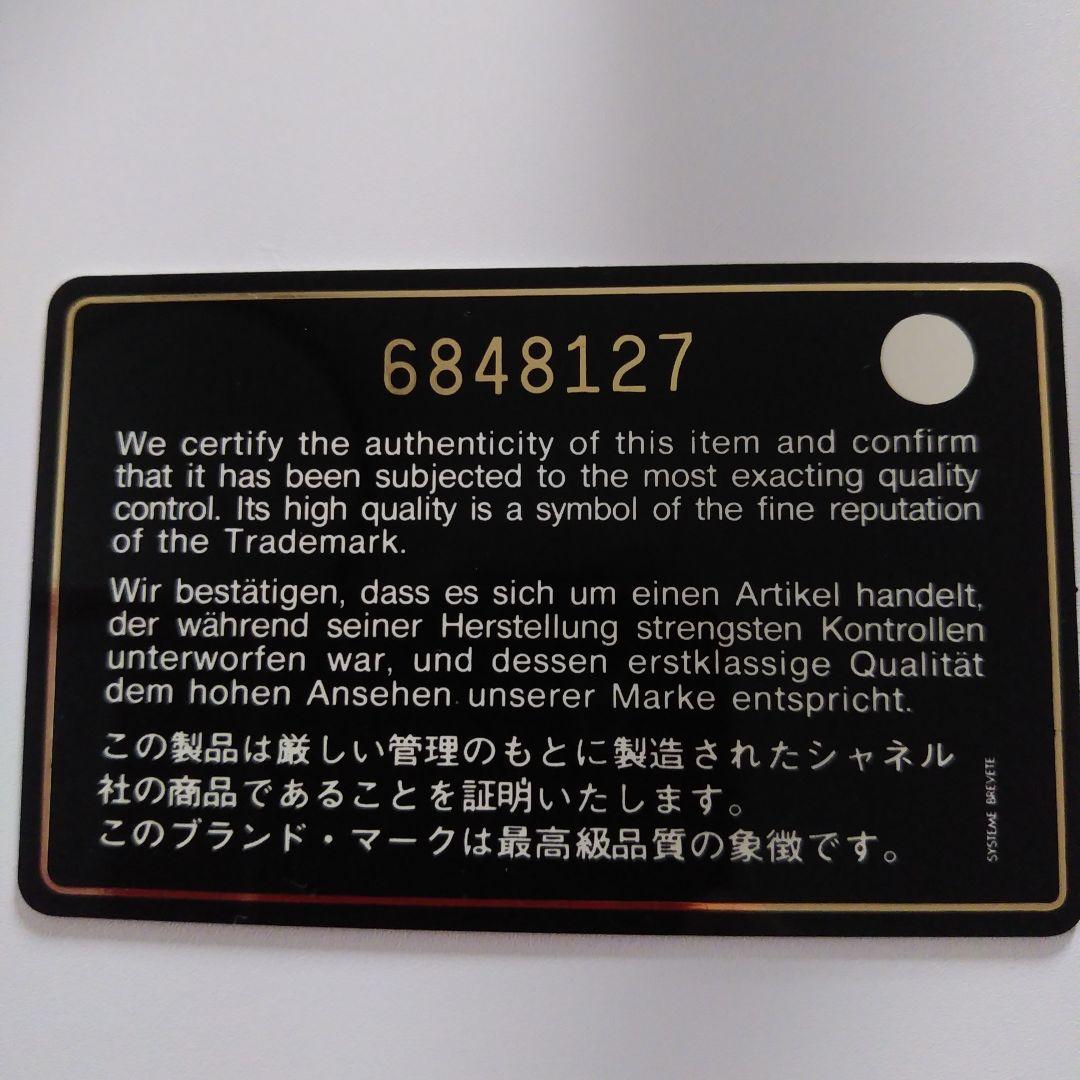 6848127
We certify the authenticity of this item and confirm
that it has been subjected to the most exacting quality
control. Its high quality is a symbol of the fine reputation
of the Trademark.
Wir bestätigen, dass es sich um einen Artikel handelt,
der während seiner Herstellung strengsten Kontrollen
unterworfen war, und dessen erstklassige Qualität
dem hohen Ansehen unserer Marke entspricht.
この製品は厳しい管理のもとに製造されたシャネル
社の商品であることを証明いたします。
このブランド・マークは最高級品質の象徴です。
SYSTEME BREVETE